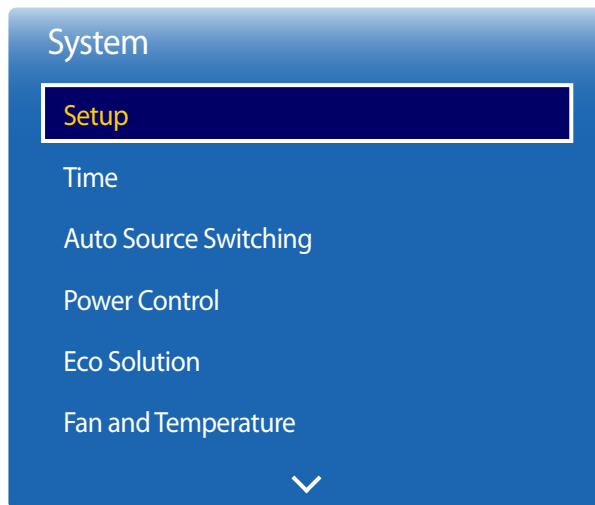 System
Setup
Time
Auto Source Switching
Power Control
Eco Solution
Fan and Temperature